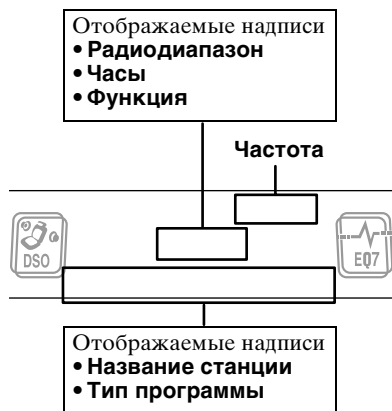 Отображаемые надписи
• Радиодиапазон
• Часы
• Функция
Частота
DSO
EQ7
Отображаемые надписи
• Название станции
• Тип программы